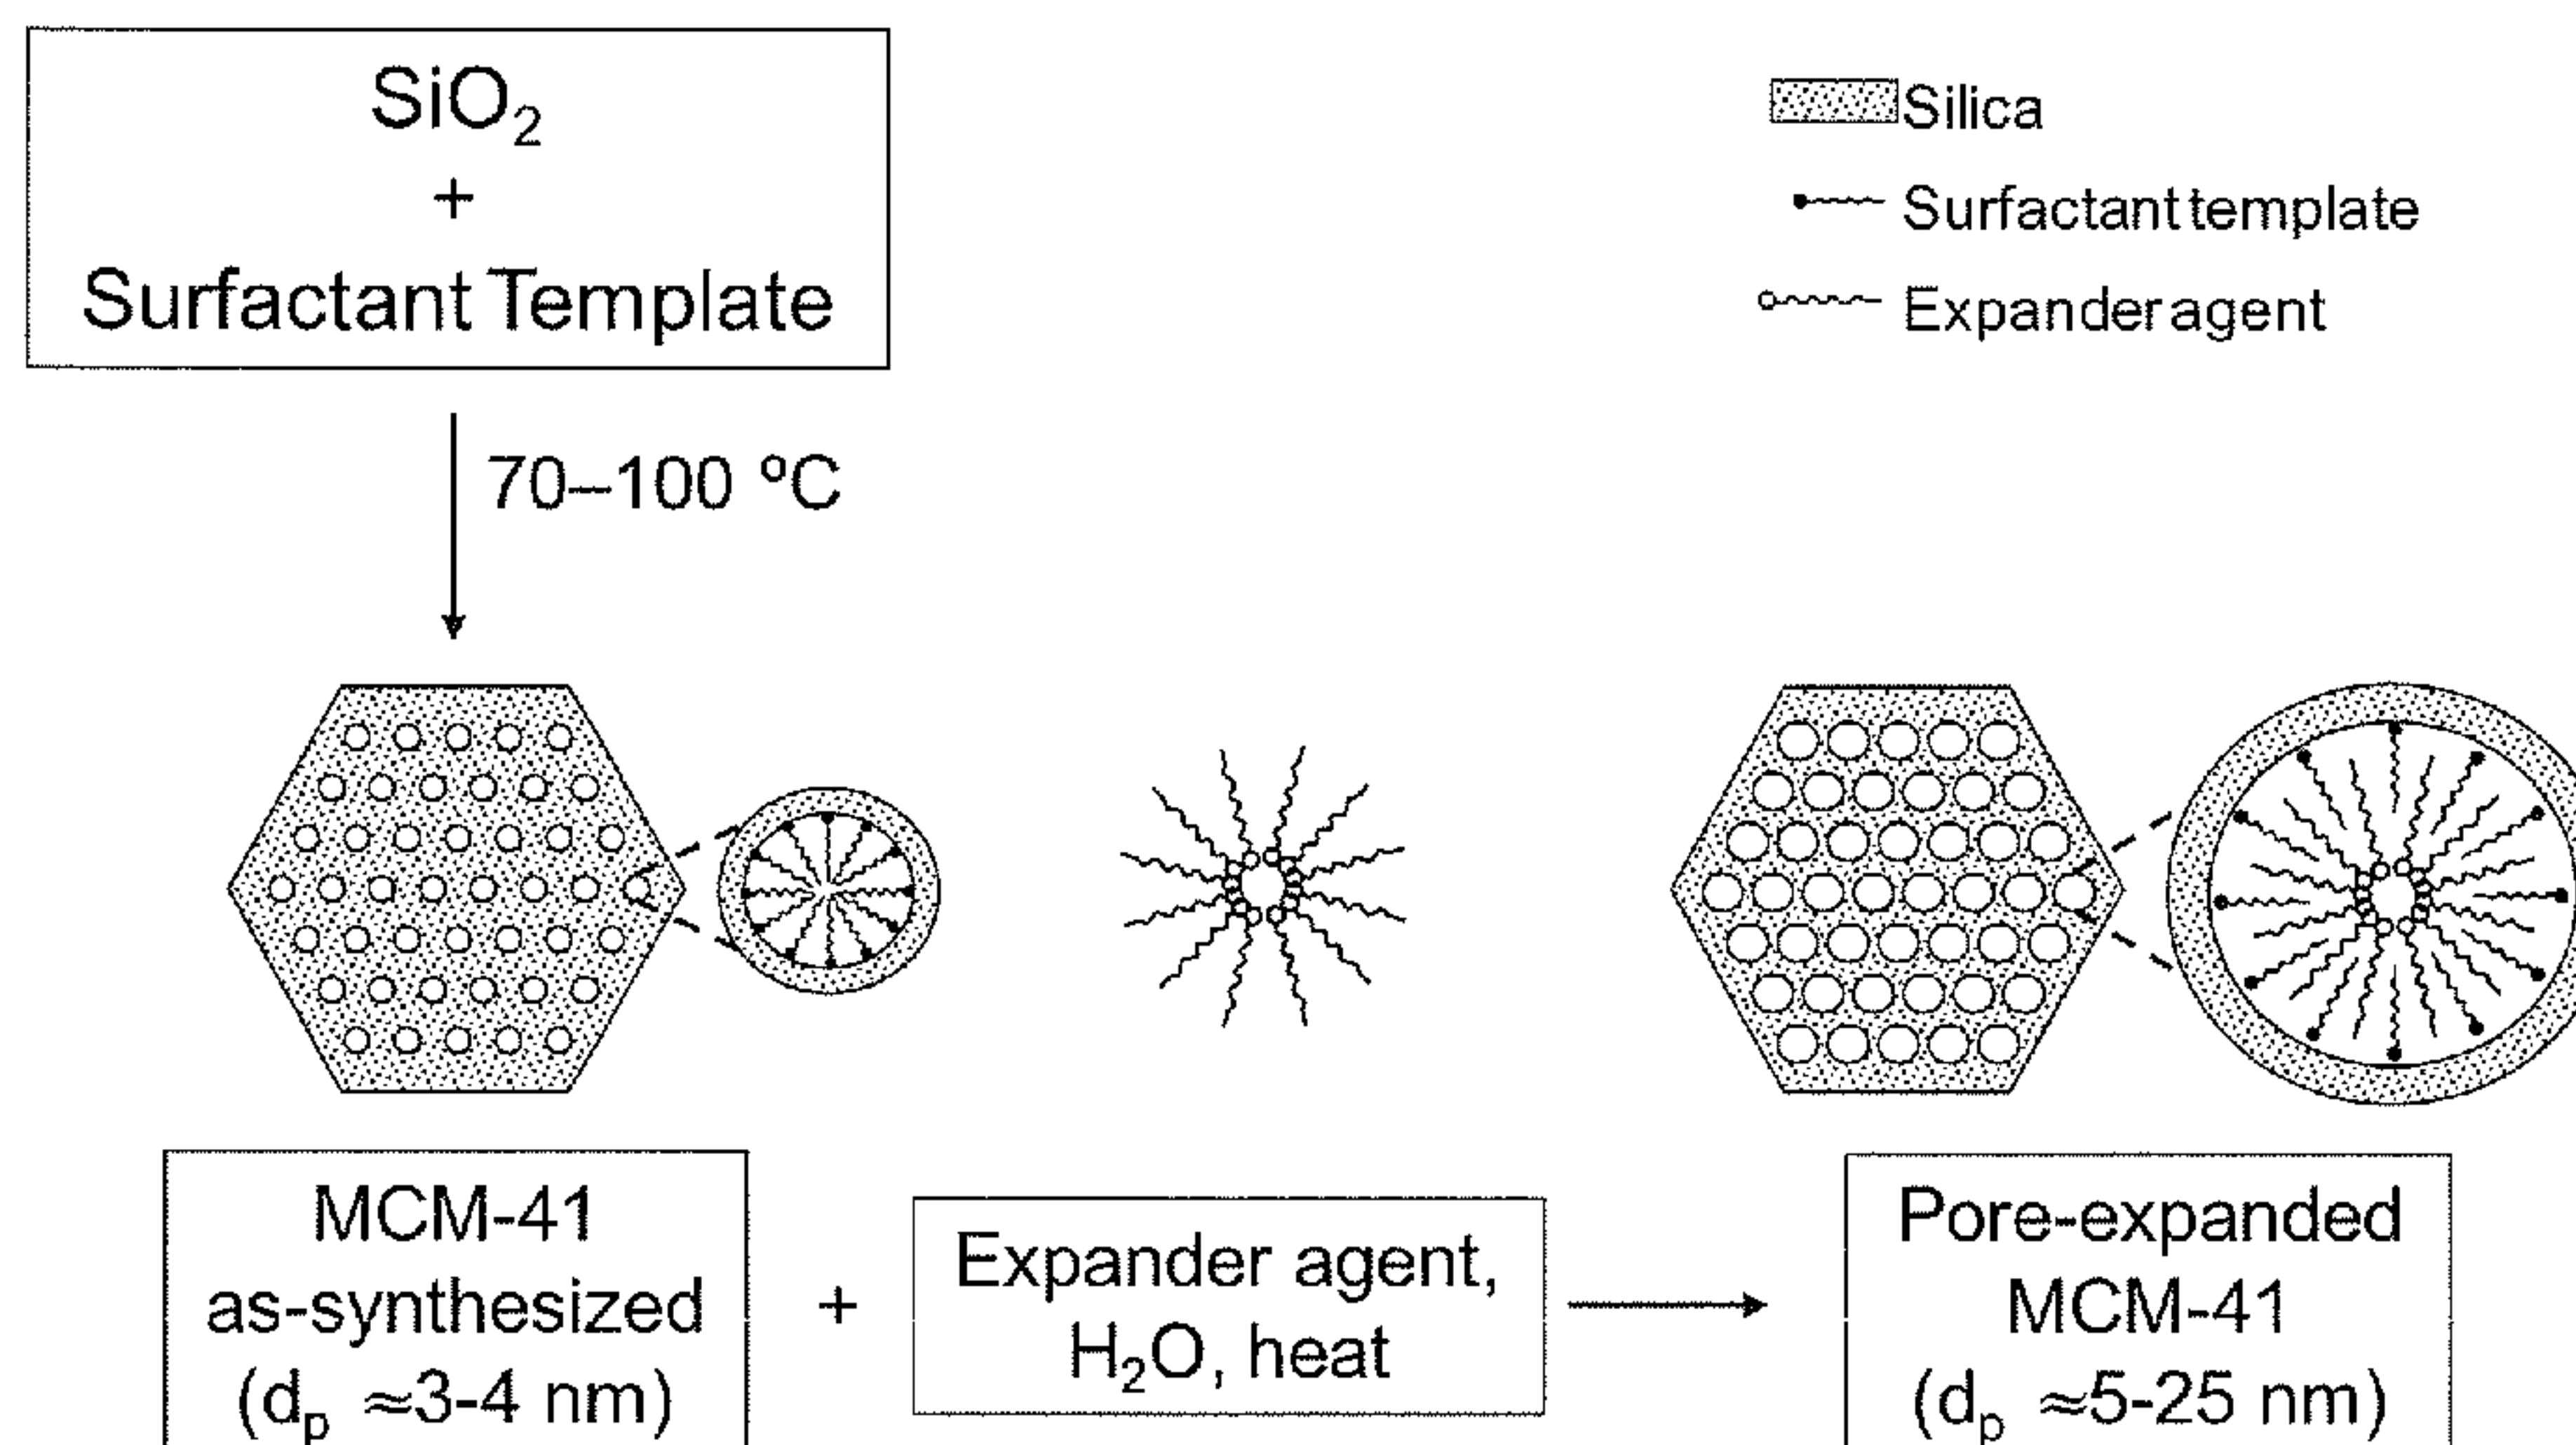 SiO₂
+
Surfactant Template
70–100 ºC
Silica
Surfactant template
Expander agent
MCM-41
as-synthesized
(dₚ ≈3-4 nm)
+
Expander agent,
H₂O, heat
Pore-expanded
MCM-41
(dₚ ≈5-25 nm)